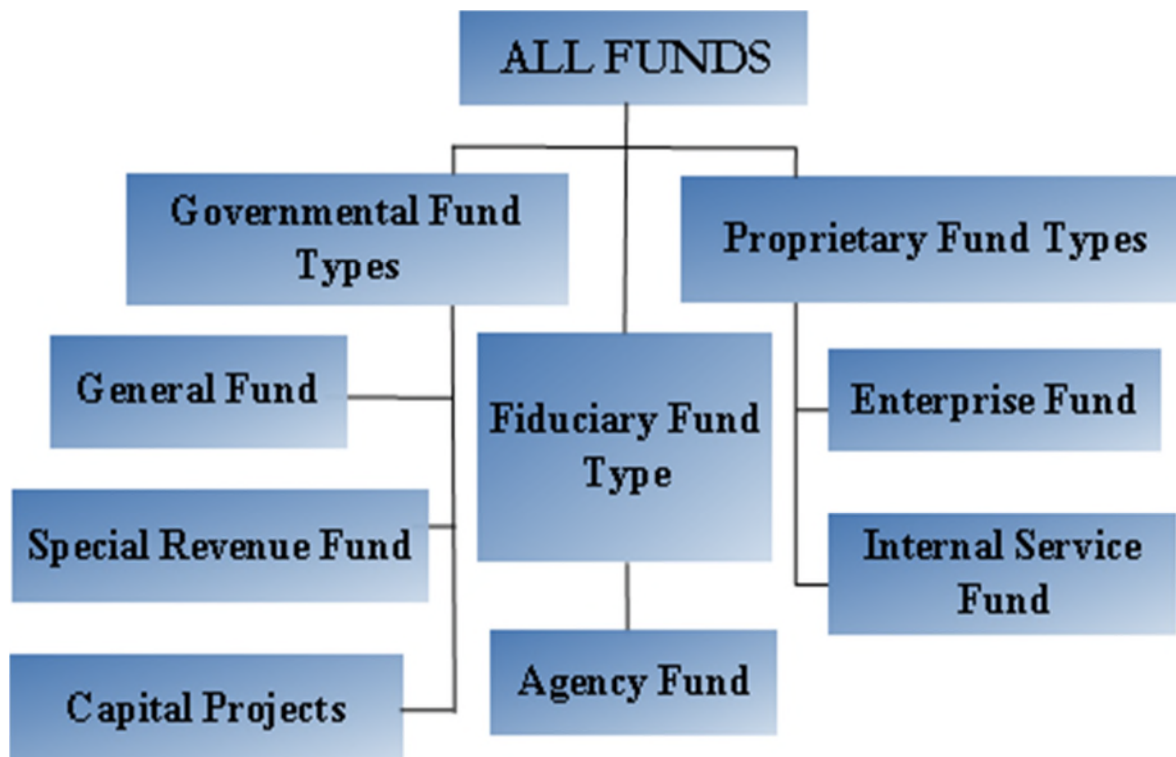 ALL FUNDS
Governmental Fund
Types
Proprietary Fund Types
General Fund
Fiduciary Fund
Type
Enterprise Fund
Special Revenue Fund
Internal Service
Fund
Capital Projects
Agency Fund